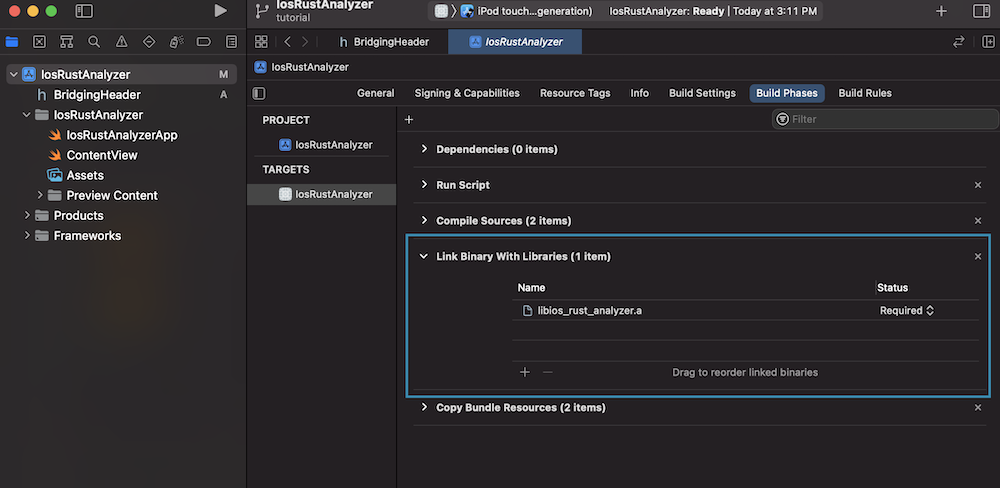 IosRustAnalyzer
tutorial
iPod touch...generation)
IosRustAnalyzer: Ready | Today at 3:11 PM
BridgingHeader
IosRustAnalyzer
IosRustAnalyzer
IosRustAnalyzer M
BridgingHeader A
IosRustAnalyzer
IosRustAnalyzerApp
ContentView
Assets
Preview Content
Products
Frameworks
General Signing & Capabilities Resource Tags Info Build Settings Build Phases Build Rules
PROJECT
IosRustAnalyzer
TARGETS
IosRustAnalyzer
Filter
Dependencies (0 items)
Run Script
Compile Sources (2 items)
Link Binary With Libraries (1 item)
Name Status
libios_rust_analyzer.a Required
Drag to reorder linked binaries
Copy Bundle Resources (2 items)